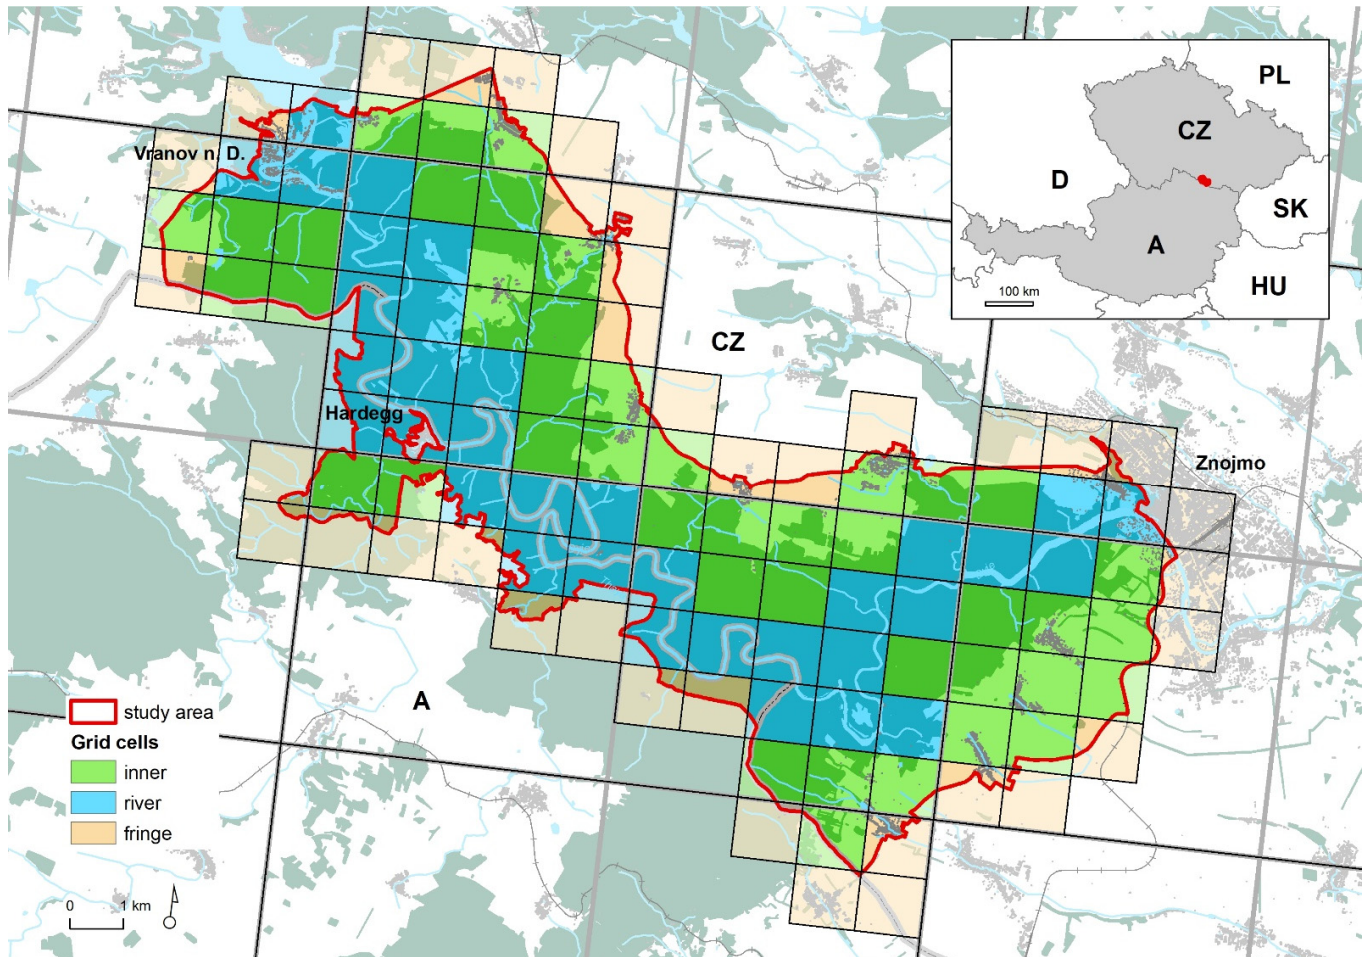 PL
CZ
D
SK
A
HU
100 km
Vranov n. D.
CZ
Hardegg
Znojmo
A
study area
Grid cells
inner
river
fringe
0 1 km